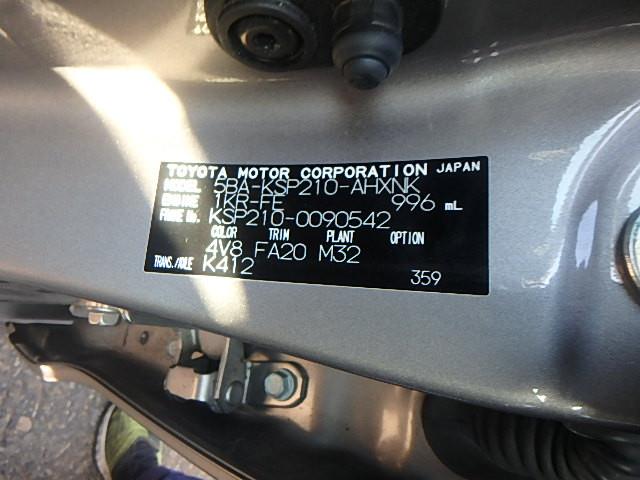 TOYOTA MOTOR CORPORATION JAPAN
MODEL 5BA-KSP210-AHXNK
ENGINE 1KR-FE 996 mL
FRAME No. KSP210-0090542
COLOR TRIM PLANT OPTION
4V8 FA20 M32
TRANS./AXLE K412
359